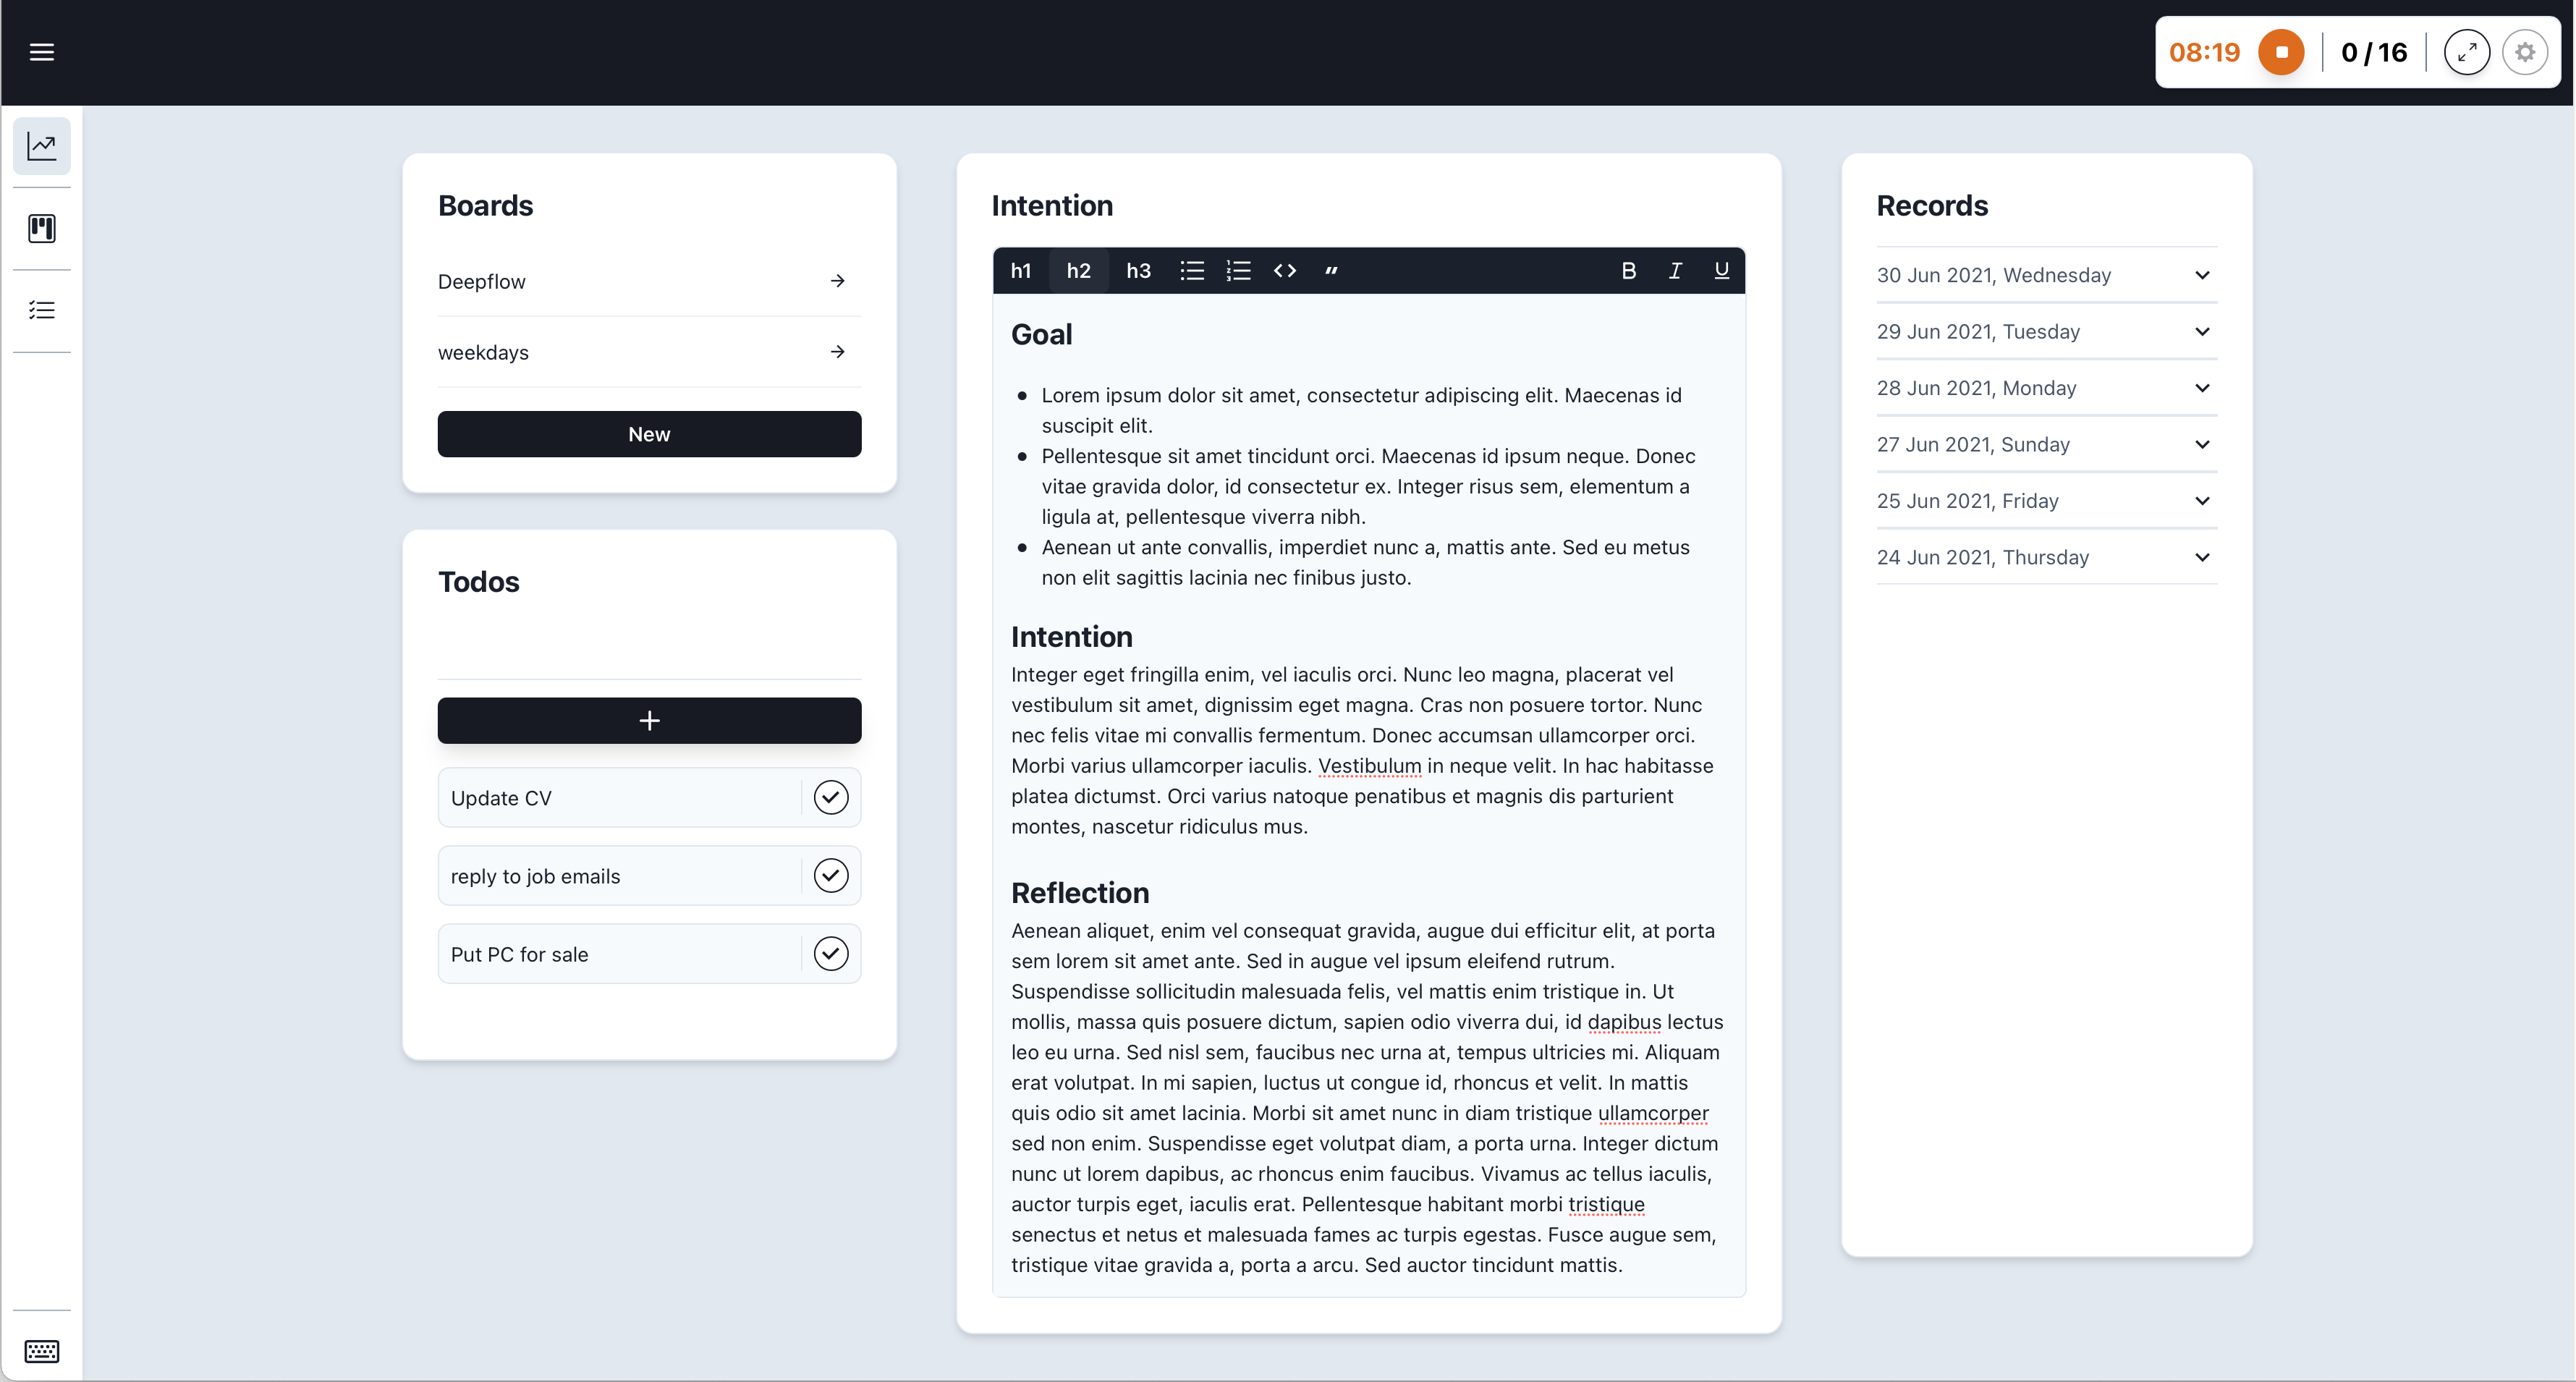 08:19
0 / 16
Boards
Deepflow
weekdays
New
Todos
Update CV
reply to job emails
Put PC for sale
Intention
h1 h2 h3 B I U
Goal
Lorem ipsum dolor sit amet, consectetur adipiscing elit. Maecenas id
suscipit elit.
Pellentesque sit amet tincidunt orci. Maecenas id ipsum neque. Donec
vitae gravida dolor, id consectetur ex. Integer risus sem, elementum a
ligula at, pellentesque viverra nibh.
Aenean ut ante convallis, imperdiet nunc a, mattis ante. Sed eu metus
non elit sagittis lacinia nec finibus justo.
Intention
Integer eget fringilla enim, vel iaculis orci. Nunc leo magna, placerat vel
vestibulum sit amet, dignissim eget magna. Cras non posuere tortor. Nunc
nec felis vitae mi convallis fermentum. Donec accumsan ullamcorper orci.
Morbi varius ullamcorper iaculis. Vestibulum in neque velit. In hac habitasse
platea dictumst. Orci varius natoque penatibus et magnis dis parturient
montes, nascetur ridiculus mus.
Reflection
Aenean aliquet, enim vel consequat gravida, augue dui efficitur elit, at porta
sem lorem sit amet ante. Sed in augue vel ipsum eleifend rutrum.
Suspendisse sollicitudin malesuada felis, vel mattis enim tristique in. Ut
mollis, massa quis posuere dictum, sapien odio viverra dui, id dapibus lectus
leo eu urna. Sed nisl sem, faucibus nec urna at, tempus ultricies mi. Aliquam
erat volutpat. In mi sapien, luctus ut congue id, rhoncus et velit. In mattis
quis odio sit amet lacinia. Morbi sit amet nunc in diam tristique ullamcorper
sed non enim. Suspendisse eget volutpat diam, a porta urna. Integer dictum
nunc ut lorem dapibus, ac rhoncus enim faucibus. Vivamus ac tellus iaculis,
auctor turpis eget, iaculis erat. Pellentesque habitant morbi tristique
senectus et netus et malesuada fames ac turpis egestas. Fusce augue sem,
tristique vitae gravida a, porta a arcu. Sed auctor tincidunt mattis.
Records
30 Jun 2021, Wednesday
29 Jun 2021, Tuesday
28 Jun 2021, Monday
27 Jun 2021, Sunday
25 Jun 2021, Friday
24 Jun 2021, Thursday